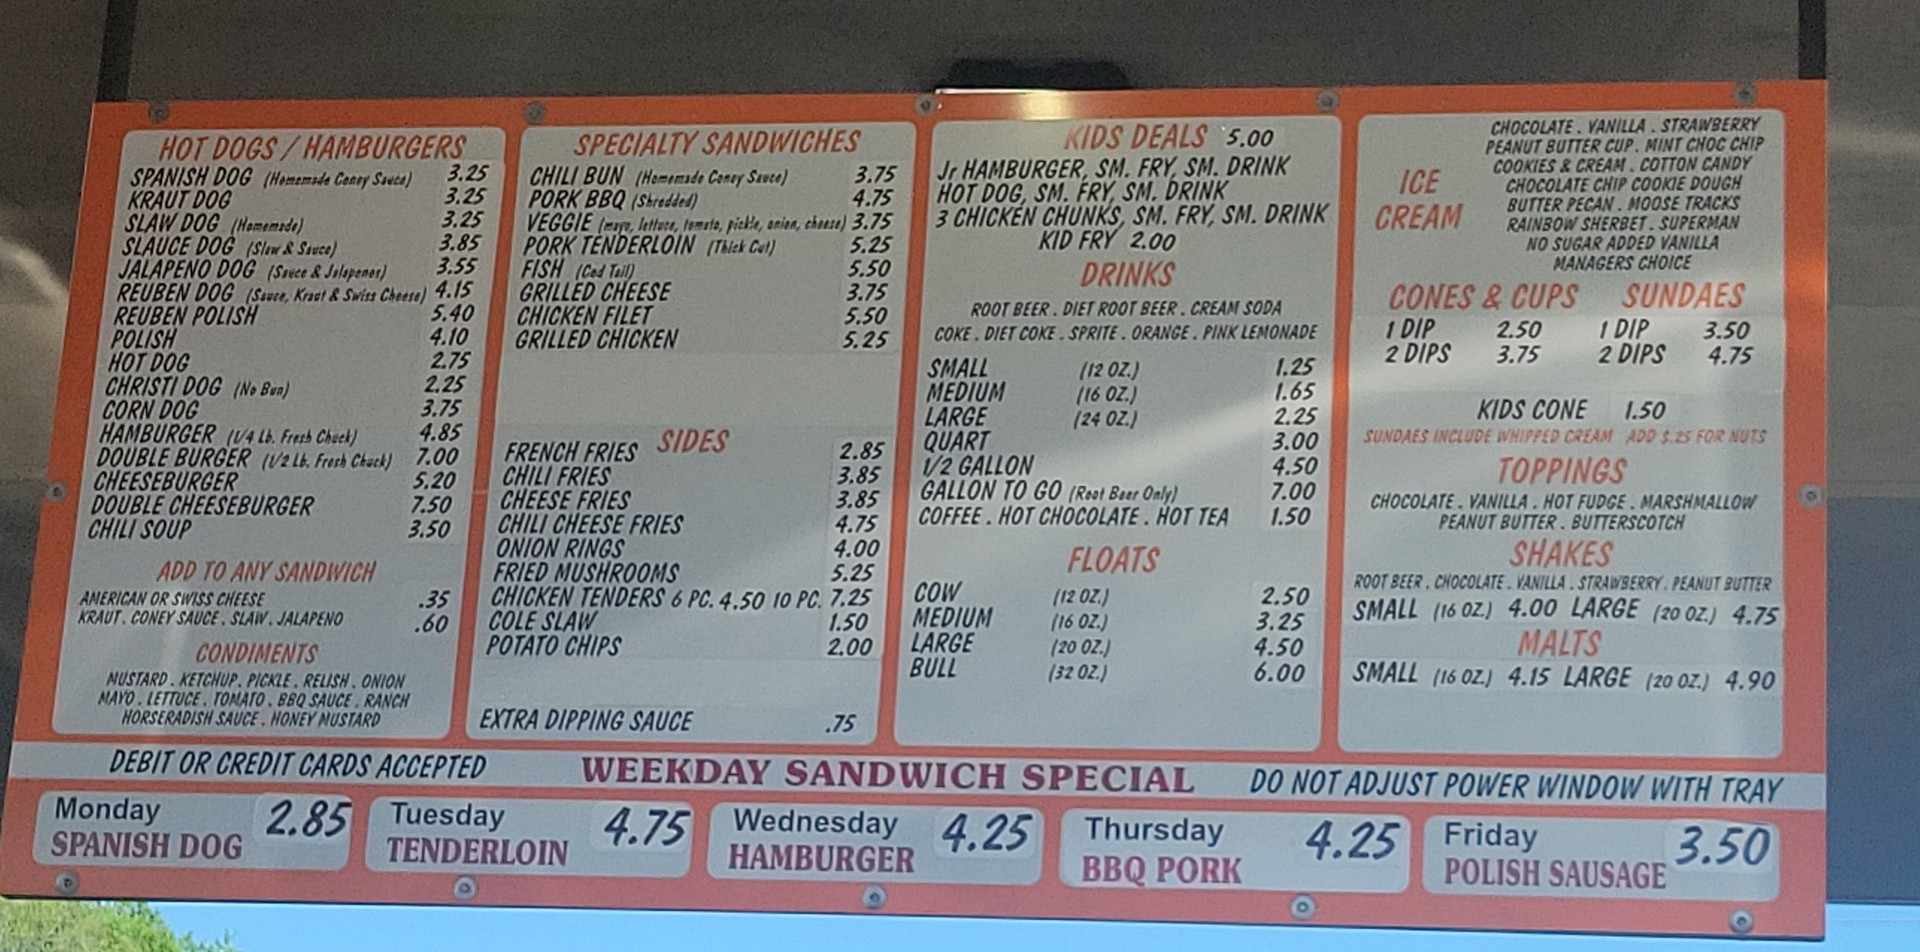 HOT DOGS / HAMBURGERS
SPANISH DOG (Homemade Coney Sauce) 3.25
KRAUT DOG 3.25
SLAW DOG (Homemade) 3.25
SLAUCE DOG (Slaw & Sauce) 3.85
JALAPENO DOG (Sauce & Jalapenos) 3.55
REUBEN DOG (Sauce, Kraut & Swiss Cheese) 4.15
REUBEN POLISH 5.40
POLISH 4.10
HOT DOG 2.75
CHRISTI DOG (No Bun) 2.25
CORN DOG 3.75
HAMBURGER (1/4 Lb. Fresh Chuck) 4.85
DOUBLE BURGER (1/2 Lb. Fresh Chuck) 7.00
CHEESEBURGER 5.20
DOUBLE CHEESEBURGER 7.50
CHILI SOUP 3.50
ADD TO ANY SANDWICH
AMERICAN OR SWISS CHEESE .35
KRAUT . CONEY SAUCE . SLAW . JALAPENO .60
CONDIMENTS
MUSTARD . KETCHUP . PICKLE . RELISH . ONION
MAYO . LETTUCE . TOMATO . BBQ SAUCE . RANCH
HORSERADISH SAUCE . HONEY MUSTARD
SPECIALTY SANDWICHES
CHILI BUN (Homemade Coney Sauce) 3.75
PORK BBQ (Shredded) 4.75
VEGGIE (mayo, lettuce, tomato, pickle, onion, cheese) 3.75
PORK TENDERLOIN (Thick Cut) 5.25
FISH (Cod Tail) 5.50
GRILLED CHEESE 3.75
CHICKEN FILET 5.50
GRILLED CHICKEN 5.25
SIDES
FRENCH FRIES 2.85
CHILI FRIES 3.85
CHEESE FRIES 3.85
CHILI CHEESE FRIES 4.75
ONION RINGS 4.00
FRIED MUSHROOMS 5.25
CHICKEN TENDERS 6 PC. 4.50 10 PC. 7.25
COLE SLAW 1.50
POTATO CHIPS 2.00
EXTRA DIPPING SAUCE .75
KIDS DEALS 5.00
Jr HAMBURGER, SM. FRY, SM. DRINK
HOT DOG, SM. FRY, SM. DRINK
3 CHICKEN CHUNKS, SM. FRY, SM. DRINK
KID FRY 2.00
DRINKS
ROOT BEER . DIET ROOT BEER . CREAM SODA
COKE . DIET COKE . SPRITE . ORANGE . PINK LEMONADE
SMALL (12 OZ.) 1.25
MEDIUM (16 OZ.) 1.65
LARGE (24 OZ.) 2.25
QUART 3.00
1/2 GALLON 4.50
GALLON TO GO (Root Beer Only) 7.00
COFFEE . HOT CHOCOLATE . HOT TEA 1.50
FLOATS
COW (12 OZ.) 2.50
MEDIUM (16 OZ.) 3.25
LARGE (20 OZ.) 4.50
BULL (32 OZ.) 6.00
ICE CREAM
CHOCOLATE . VANILLA . STRAWBERRY
PEANUT BUTTER CUP . MINT CHOC CHIP
COOKIES & CREAM . COTTON CANDY
CHOCOLATE CHIP COOKIE DOUGH
BUTTER PECAN . MOOSE TRACKS
RAINBOW SHERBET . SUPERMAN
NO SUGAR ADDED VANILLA
MANAGERS CHOICE
CONES & CUPS SUNDAES
1 DIP 2.50 1 DIP 3.50
2 DIPS 3.75 2 DIPS 4.75
KIDS CONE 1.50
SUNDAES INCLUDE WHIPPED CREAM ADD $.25 FOR NUTS
TOPPINGS
CHOCOLATE . VANILLA . HOT FUDGE . MARSHMALLOW
PEANUT BUTTER . BUTTERSCOTCH
SHAKES
ROOT BEER . CHOCOLATE . VANILLA . STRAWBERRY . PEANUT BUTTER
SMALL (16 OZ.) 4.00 LARGE (20 OZ.) 4.75
MALTS
SMALL (16 OZ.) 4.15 LARGE (20 OZ.) 4.90
DEBIT OR CREDIT CARDS ACCEPTED WEEKDAY SANDWICH SPECIAL DO NOT ADJUST POWER WINDOW WITH TRAY
Monday 2.85
SPANISH DOG
Tuesday 4.75
TENDERLOIN
Wednesday 4.25
HAMBURGER
Thursday 4.25
BBQ PORK
Friday 3.50
POLISH SAUSAGE